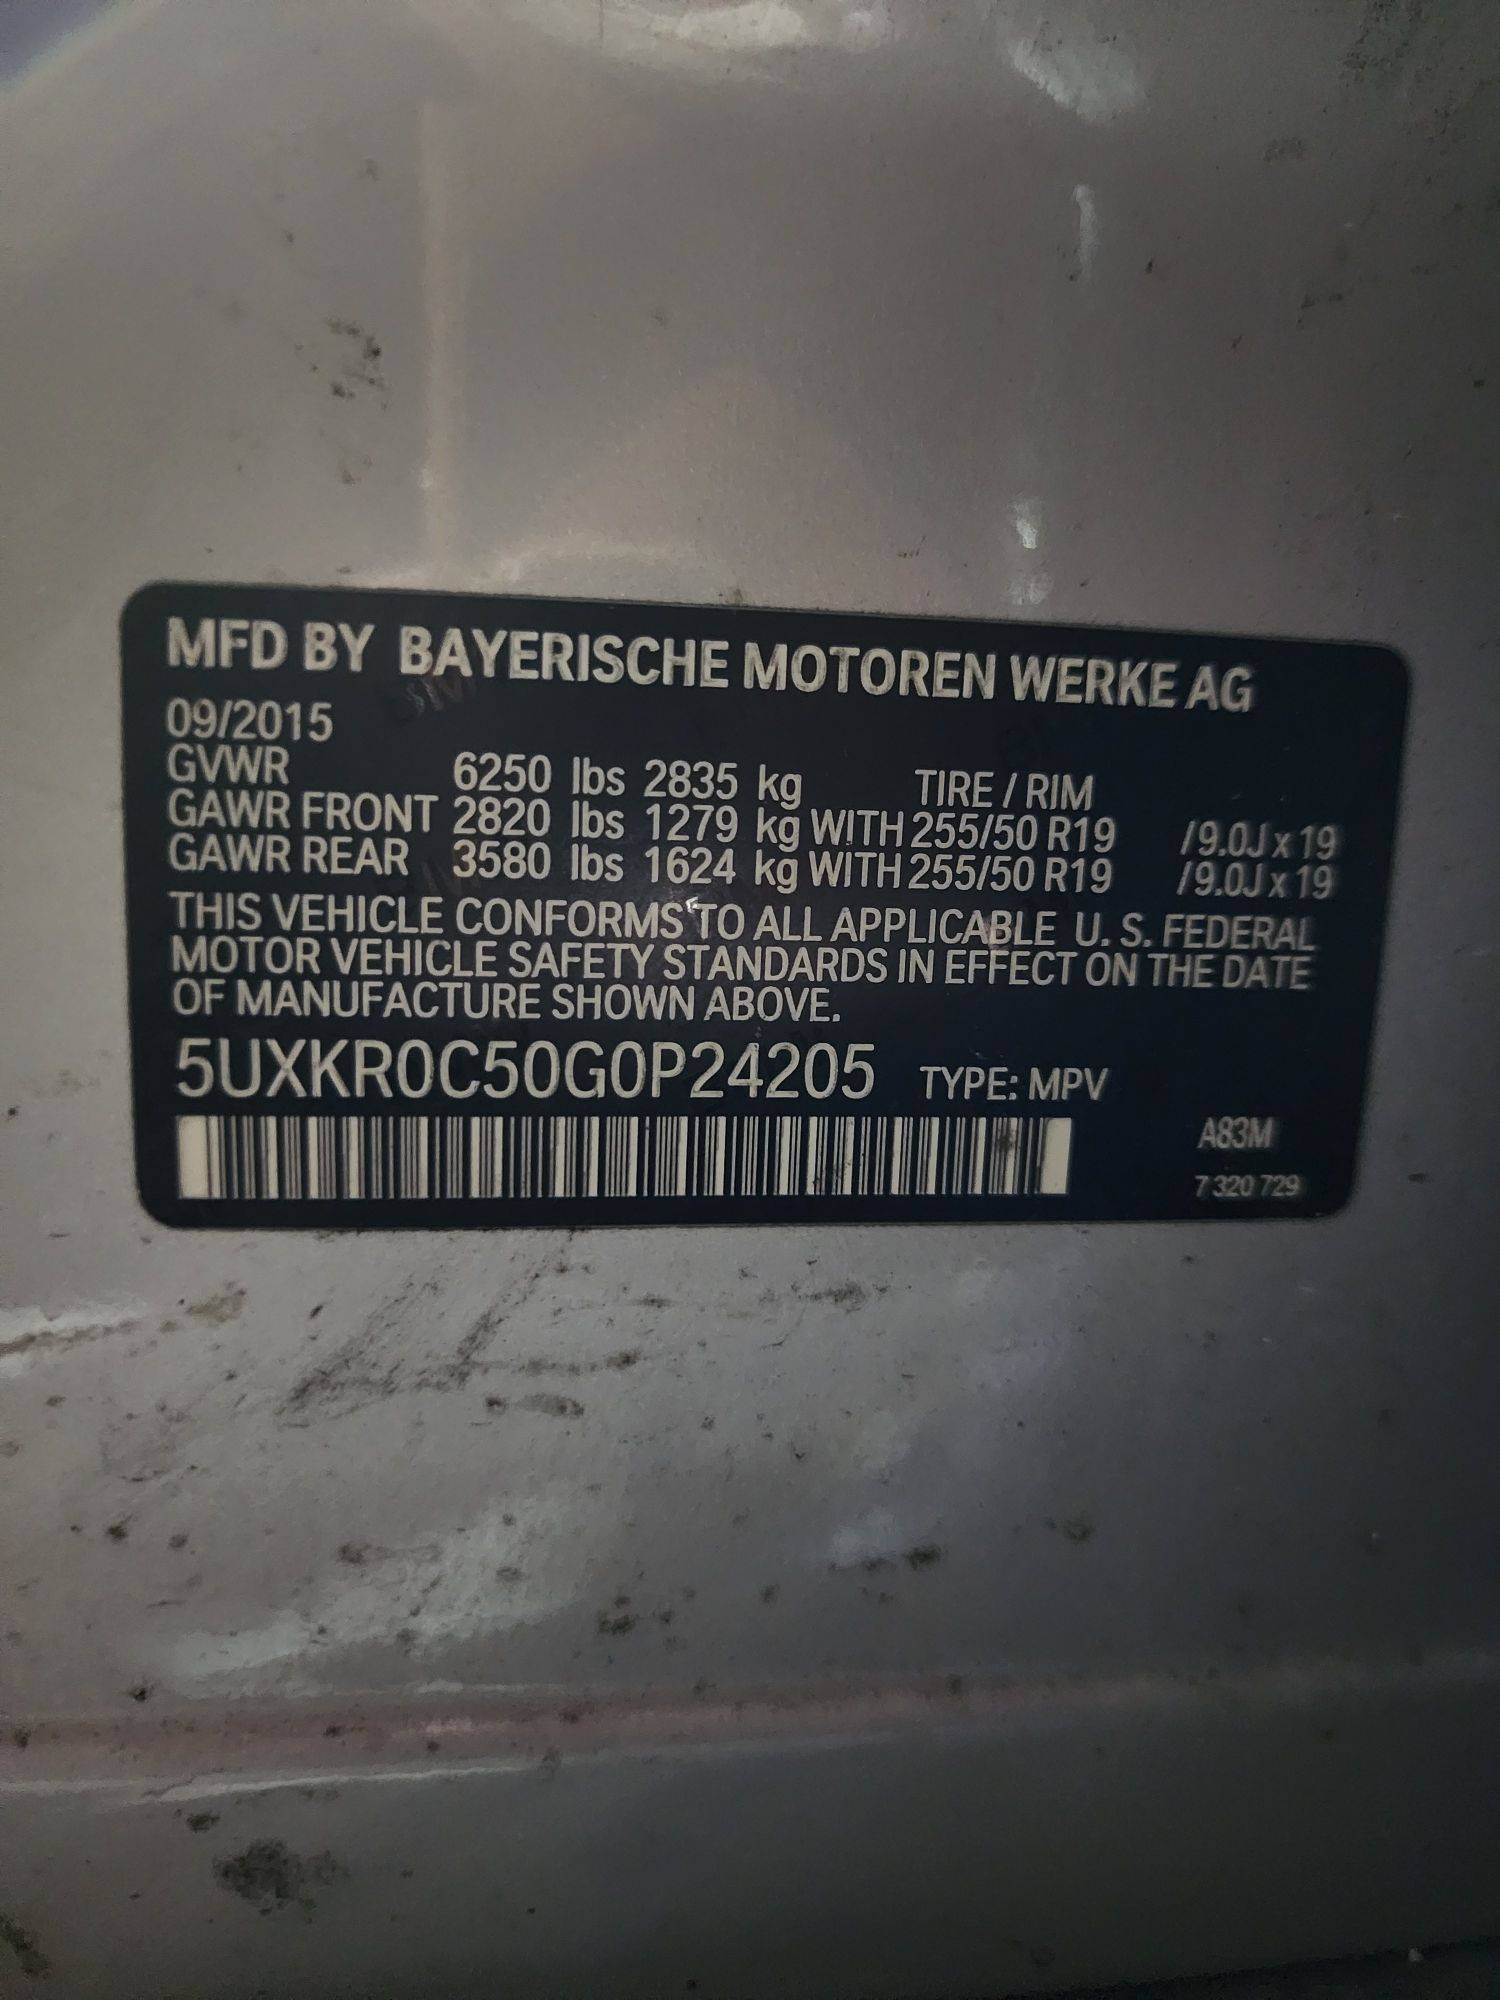 MFD BY BAYERISCHE MOTOREN WERKE AG
09/2015
GVWR 6250 lbs 2835 kg TIRE / RIM
GAWR FRONT 2820 lbs 1279 kg WITH 255/50 R19 /9.0J x 19
GAWR REAR 3580 lbs 1624 kg WITH 255/50 R19 /9.0J x 19
THIS VEHICLE CONFORMS TO ALL APPLICABLE U. S. FEDERAL
MOTOR VEHICLE SAFETY STANDARDS IN EFFECT ON THE DATE
OF MANUFACTURE SHOWN ABOVE.
5UXKR0C50G0P24205 TYPE: MPV
A83M
7 320 729